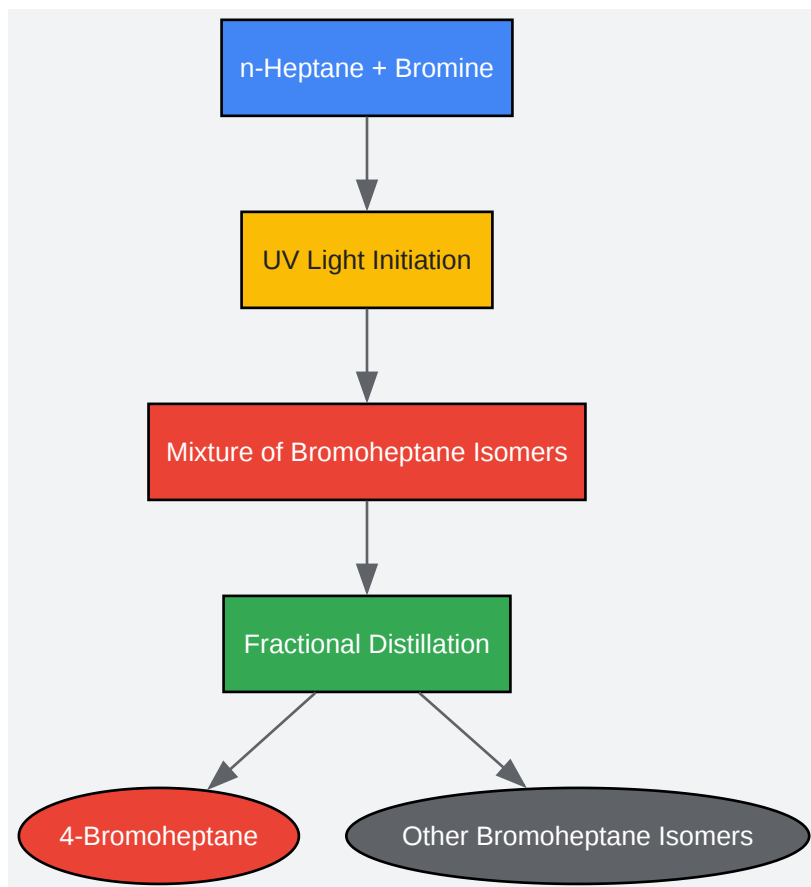 n-Heptane + Bromine
UV Light Initiation
Mixture of Bromoheptane Isomers
Fractional Distillation
4-Bromoheptane
Other Bromoheptane Isomers